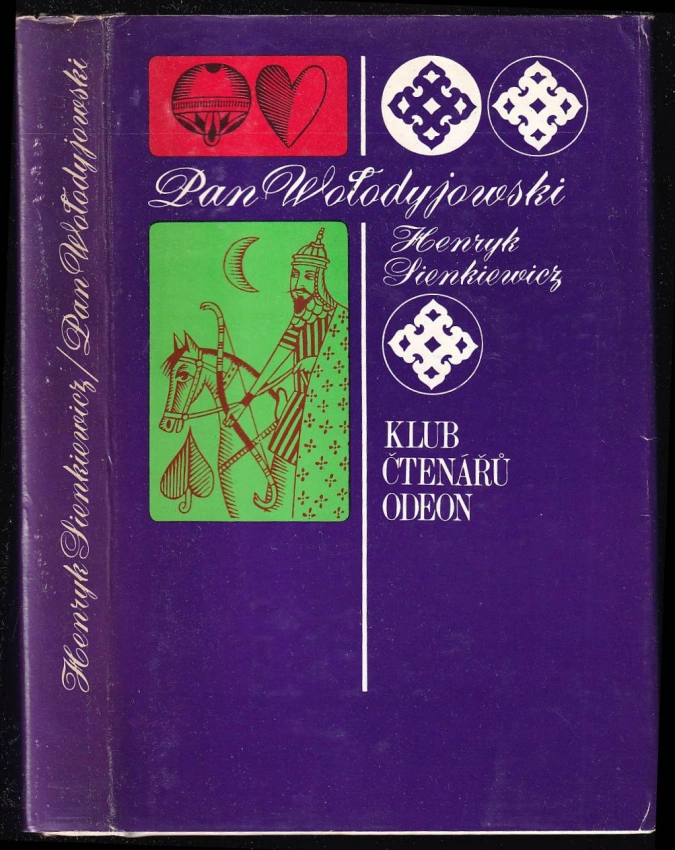 Henryk Sienkiewicz/Pan Wołodyjowski
Pan Wołodyjowski
Henryk
Sienkiewicz
KLUB
ČTENÁŘŮ
ODEON